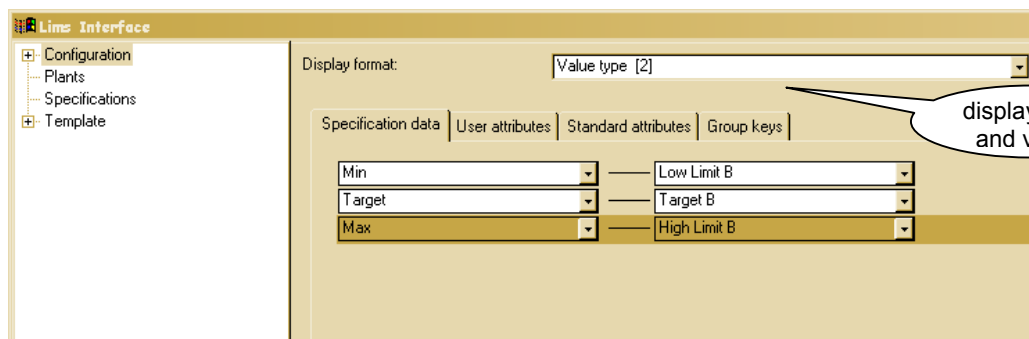 Lims Interface
Configuration
Plants
Specifications
Template
Display format: Value type [2]
display
and
Specification data User attributes Standard attributes Group keys
Min Low Limit B
Target Target B
Max High Limit B